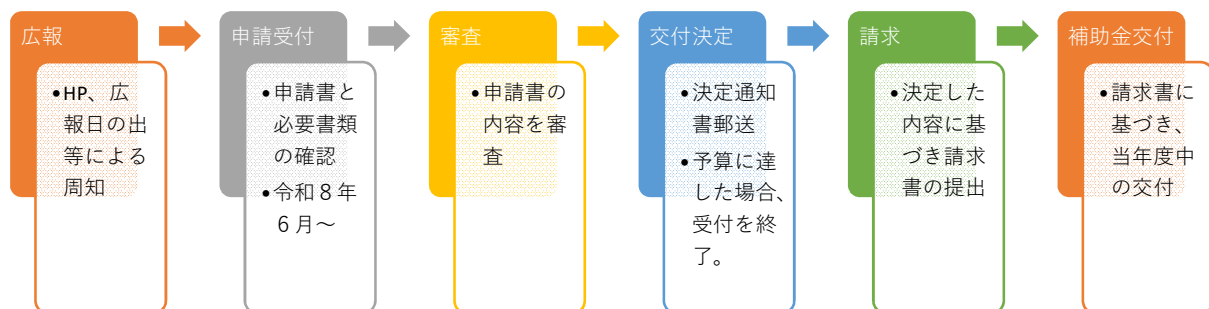 広報
•HP、広
報日の出
等による
周知
申請受付
•申請書と
必要書類
の確認
•令和８年
６月～
審査
•申請書の
内容を審
査
交付決定
•決定通知
書郵送
•予算に達
した場合、
受付を終
了。
請求
•決定した
内容に基
づき請求
書の提出
補助金交付
•請求書に
基づき、
当年度中
の交付